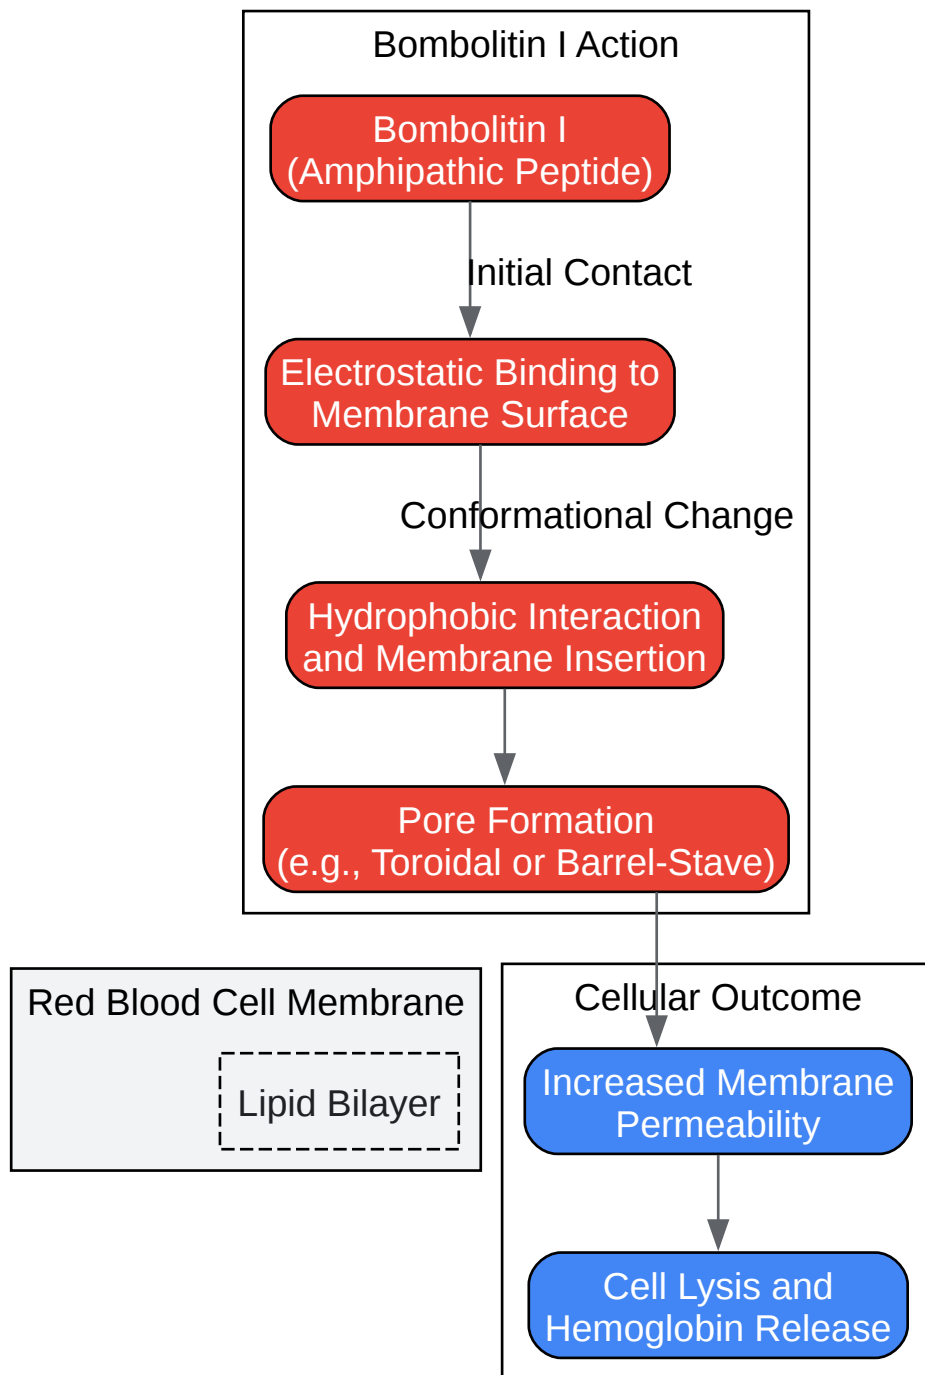 Bombolitin I Action
Bombolitin I
(Amphipathic Peptide)
Initial Contact
Electrostatic Binding to
Membrane Surface
Conformational Change
Hydrophobic Interaction
and Membrane Insertion
Pore Formation
(e.g., Toroidal or Barrel-Stave)
Red Blood Cell Membrane
Lipid Bilayer
Cellular Outcome
Increased Membrane
Permeability
Cell Lysis and
Hemoglobin Release